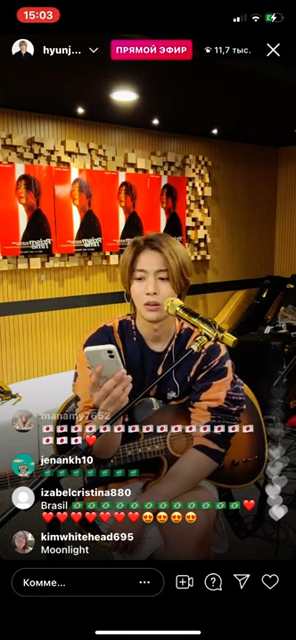 15:03
hyunj...
ПРЯМОЙ ЭФИР
11,7 тыс.
manamy7652
🇯🇵🇯🇵🇯🇵🇯🇵🇯🇵🇯🇵🇯🇵🇯🇵🇯🇵🇯🇵🇯🇵🇯🇵🇯🇵🇯🇵🇯🇵
🇯🇵🇯🇵🇯🇵❤️
jenankh10
🇸🇦🇸🇦🇸🇦🇸🇦🇸🇦🇸🇦🇸🇦
izabelcristina880
Brasil 🇧🇷🇧🇷🇧🇷🇧🇷🇧🇷🇧🇷🇧🇷🇧🇷🇧🇷🇧🇷🇧🇷🇧🇷❤️
❤️❤️❤️❤️❤️❤️❤️😍😍😍😍
kimwhitehead695
Moonlight
Комме... ...